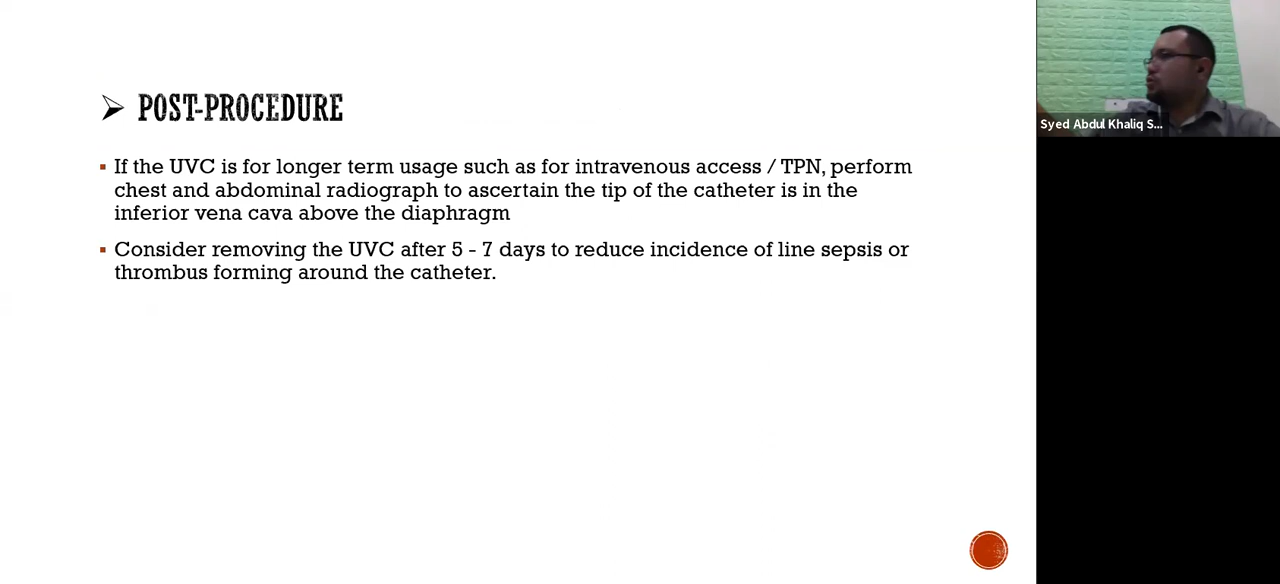 POST-PROCEDURE
If the UVC is for longer term usage such as for intravenous access / TPN, perform
chest and abdominal radiograph to ascertain the tip of the catheter is in the
inferior vena cava above the diaphragm
Consider removing the UVC after 5 - 7 days to reduce incidence of line sepsis or
thrombus forming around the catheter.
Syed Abdul Khaliq S...